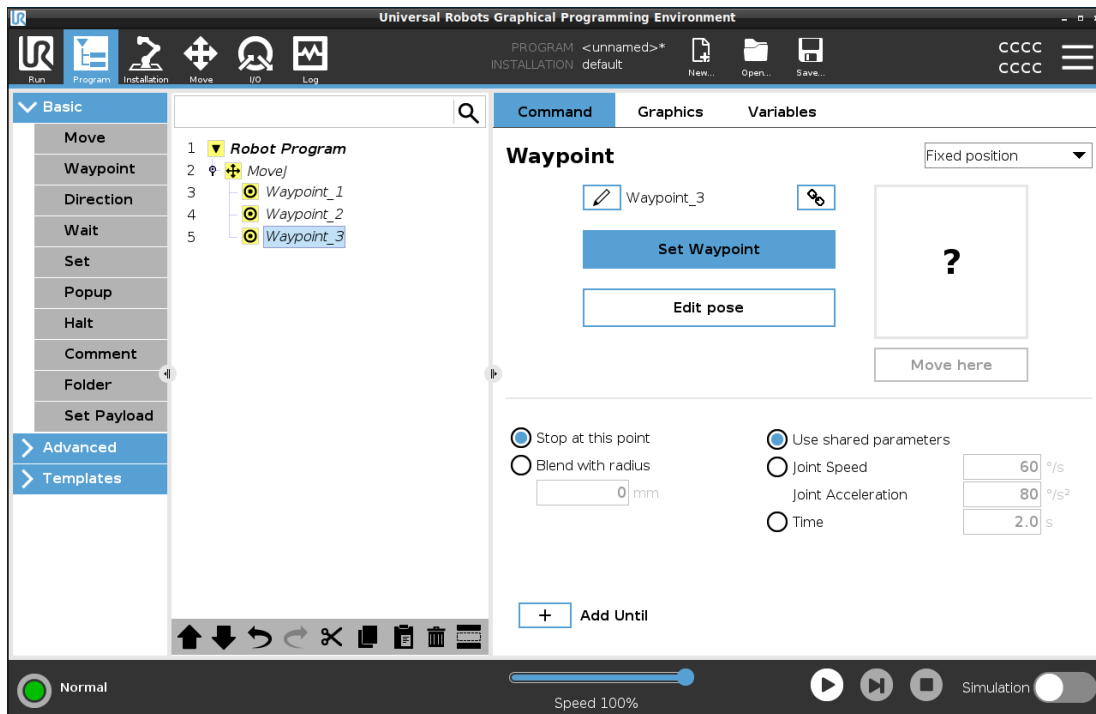 Universal Robots Graphical Programming Environment
UR
Run
Program
Installation
Move
I/O
Log
PROGRAM <unnamed>*
INSTALLATION default
New...
Open...
Save...
CCCC
CCCC
Basic
Move
Waypoint
Direction
Wait
Set
Popup
Halt
Comment
Folder
Set Payload
Advanced
Templates
1 Robot Program
2 MoveJ
3 Waypoint_1
4 Waypoint_2
5 Waypoint_3
Command Graphics Variables
Waypoint
Fixed position
Waypoint_3
Set Waypoint
Edit pose
?
Move here
Stop at this point
Blend with radius
0 mm
Use shared parameters
Joint Speed 60 °/s
Joint Acceleration 80 °/s²
Time 2.0 s
+ Add Until
Normal
Speed 100%
Simulation